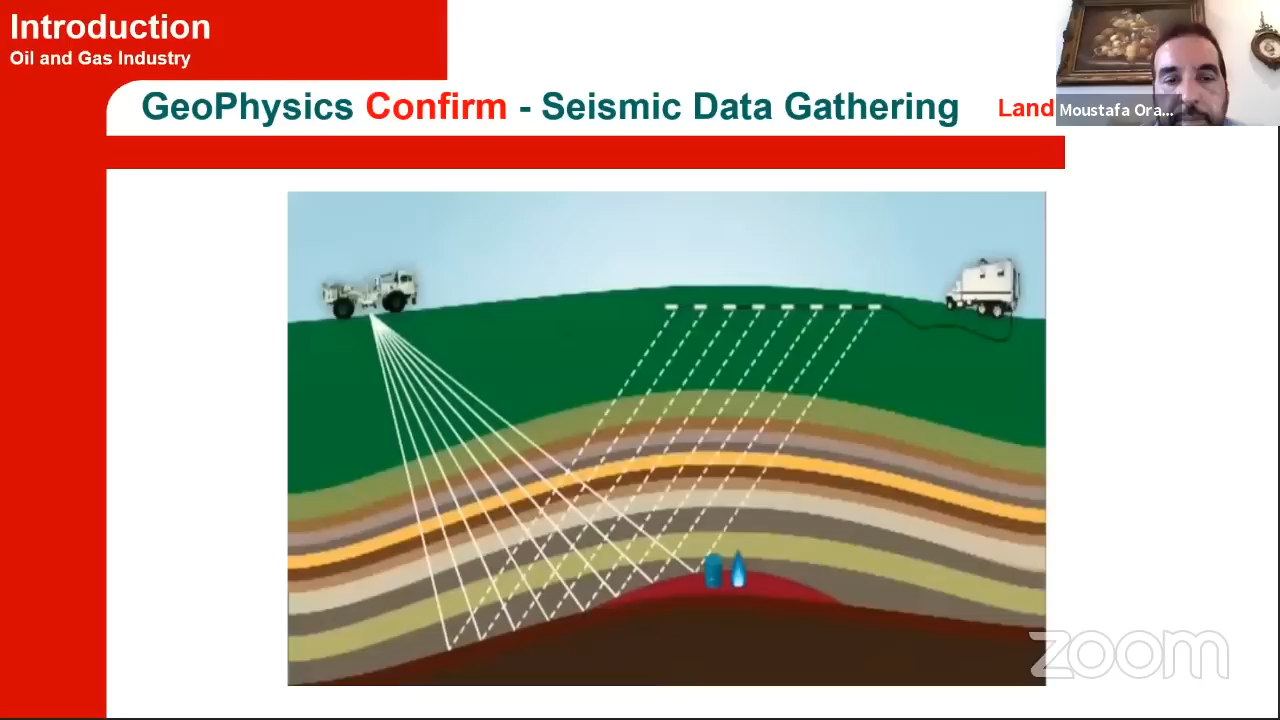 Introduction
Oil and Gas Industry
GeoPhysics Confirm - Seismic Data Gathering Land
Moustafa Ora...
zoom